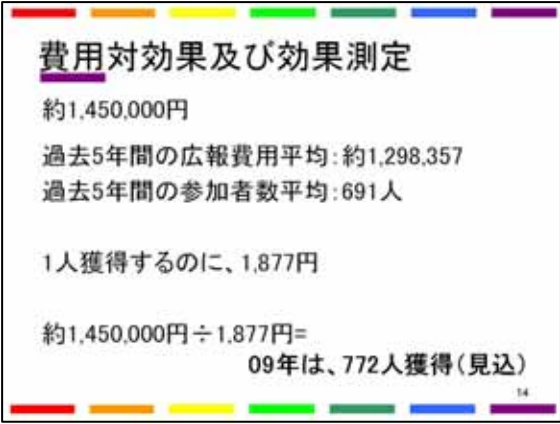 費用対効果及び効果測定
約1,450,000円
過去5年間の広報費用平均:約1,298,357
過去5年間の参加者数平均:691人
1人獲得するのに、1,877円
約1,450,000円÷1,877円=
09年は、772人獲得(見込)
14